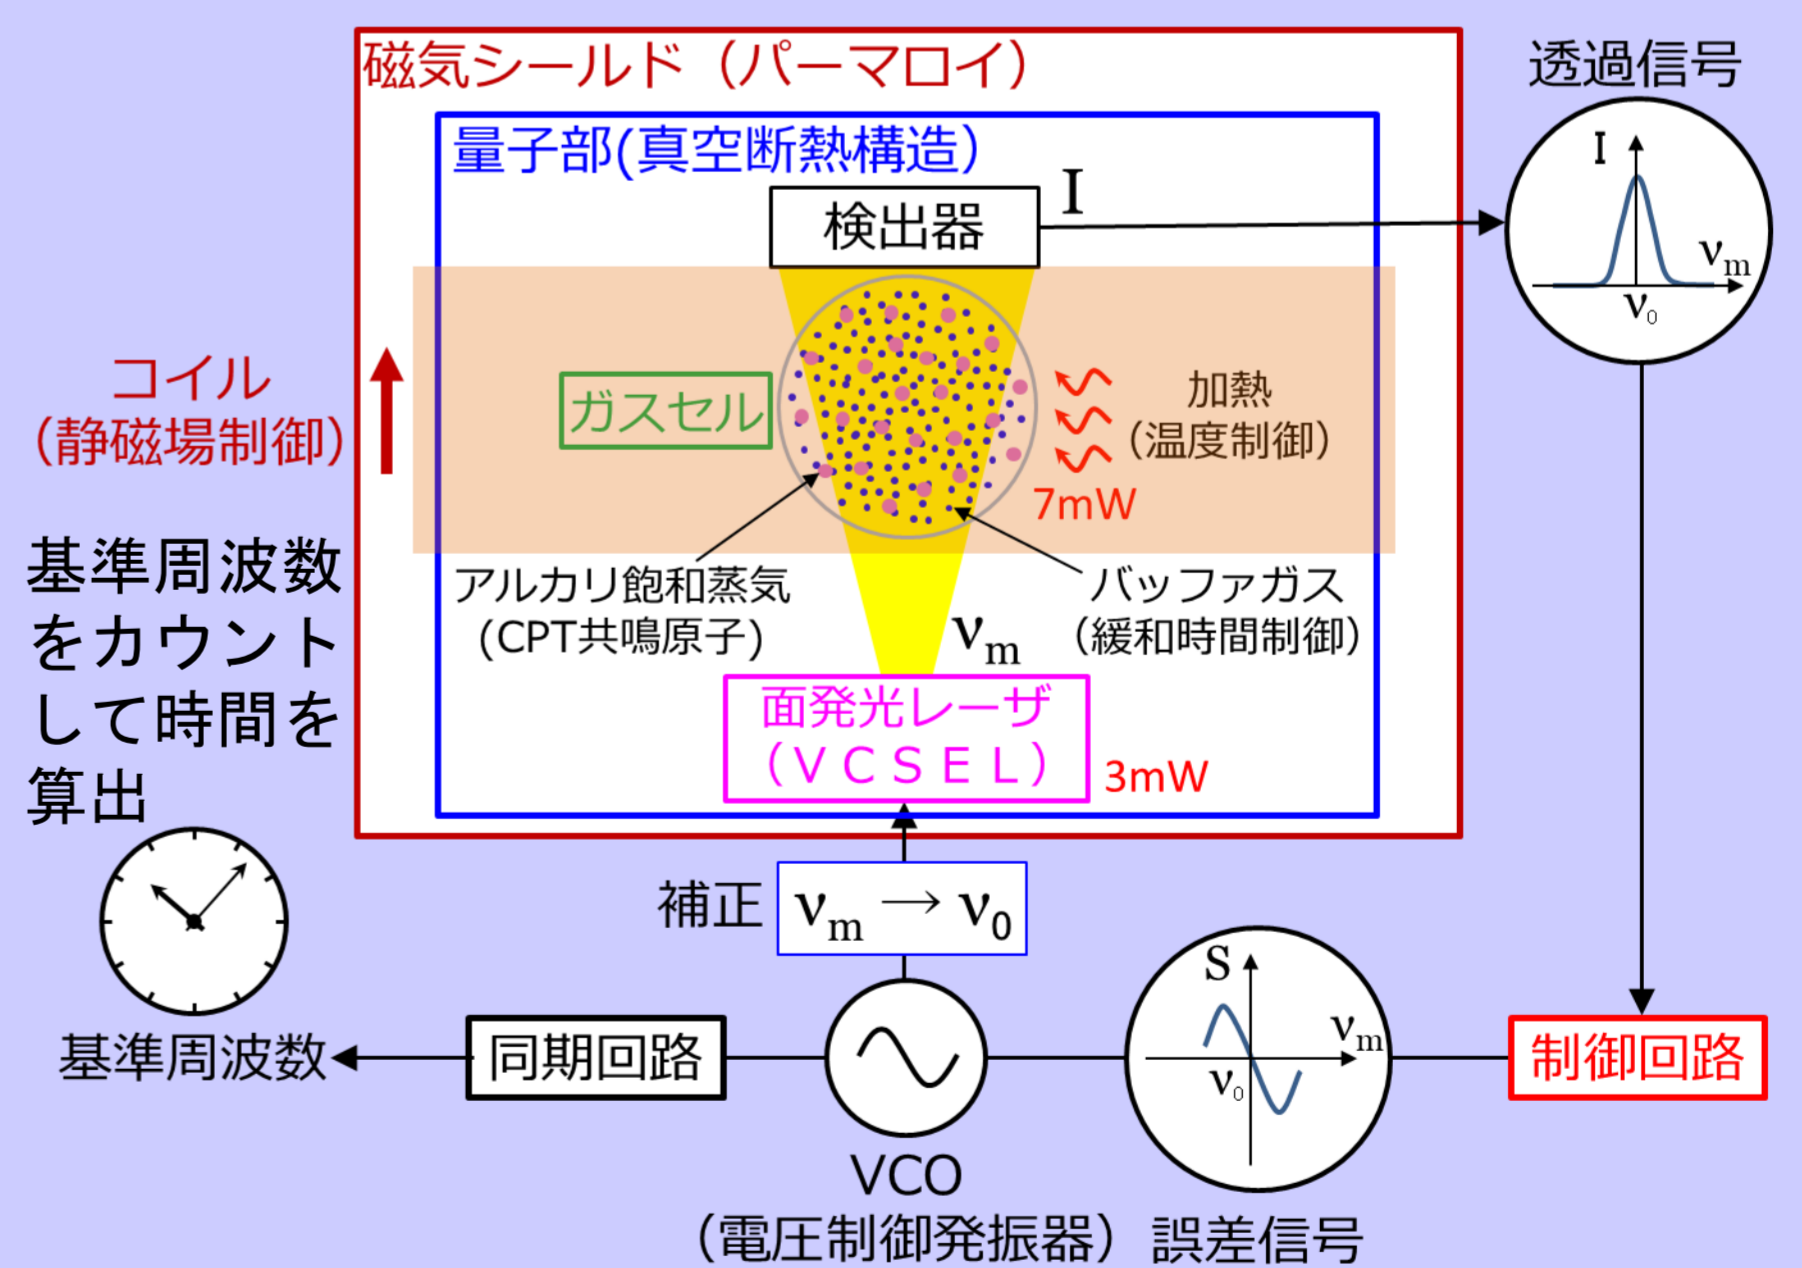 磁気シールド（パーマロイ）
透過信号
量子部(真空断熱構造）
検出器
I
I
νm
ν0
コイル
（静磁場制御）
ガスセル
加熱
（温度制御）
7mW
基準周波数
をカウント
して時間を
算出
アルカリ飽和蒸気
(CPT共鳴原子)
バッファガス
（緩和時間制御）
νm
面発光レーザ
（ＶＣＳＥＬ）
3mW
補正
νm → ν0
S
νm
ν0
基準周波数
同期回路
制御回路
VCO
（電圧制御発振器）
誤差信号